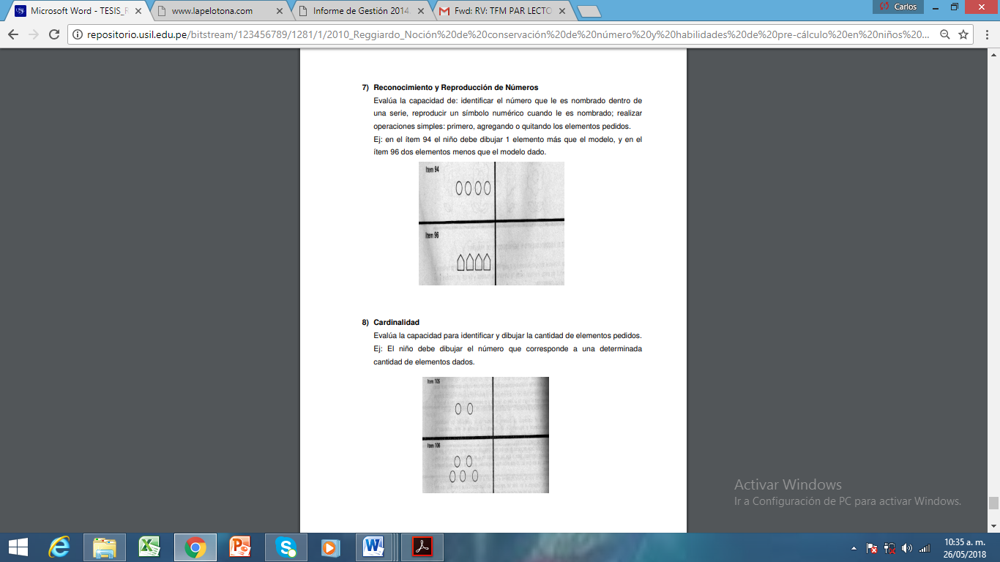 Microsoft Word - TESIS_R
www.lapelotona.com
Informe de Gestión 2014.
Fwd: RV: TFM PAR LECTO
Carlos
repositorio.usil.edu.pe/bitstream/123456789/1281/1/2010_Reggiardo_Noción%20de%20conservación%20de%20número%20y%20habilidades%20de%20pre-cálculo%20en%20niños%20...
7) Reconocimiento y Reproducción de Números
Evalúa la capacidad de: identificar el número que le es nombrado dentro de
una serie, reproducir un símbolo numérico cuando le es nombrado; realizar
operaciones simples: primero, agregando o quitando los elementos pedidos.
Ej: en el ítem 94 el niño debe dibujar 1 elemento más que el modelo, y en el
ítem 96 dos elementos menos que el modelo dado.
Item 94
Item 96
8) Cardinalidad
Evalúa la capacidad para identificar y dibujar la cantidad de elementos pedidos.
Ej: El niño debe dibujar el número que corresponde a una determinada
cantidad de elementos dados.
Item 105
Item 106
Activar Windows
Ir a Configuración de PC para activar Windows.
10:35 a. m.
26/05/2018